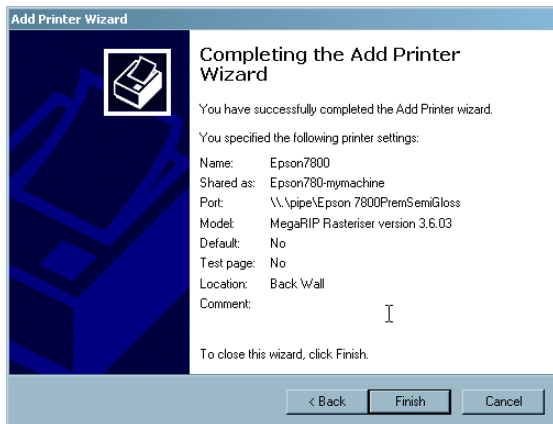 Add Printer Wizard
Completing the Add Printer
Wizard
You have successfully completed the Add Printer wizard.
You specified the following printer settings:
Name: Epson7800
Shared as: Epson780-mymachine
Port: \\.\pipe\Epson 7800PremSemiGloss
Model: MegaRIP Rasteriser version 3.6.03
Default: No
Test page: No
Location: Back Wall
Comment:
To close this wizard, click Finish.
< Back Finish Cancel